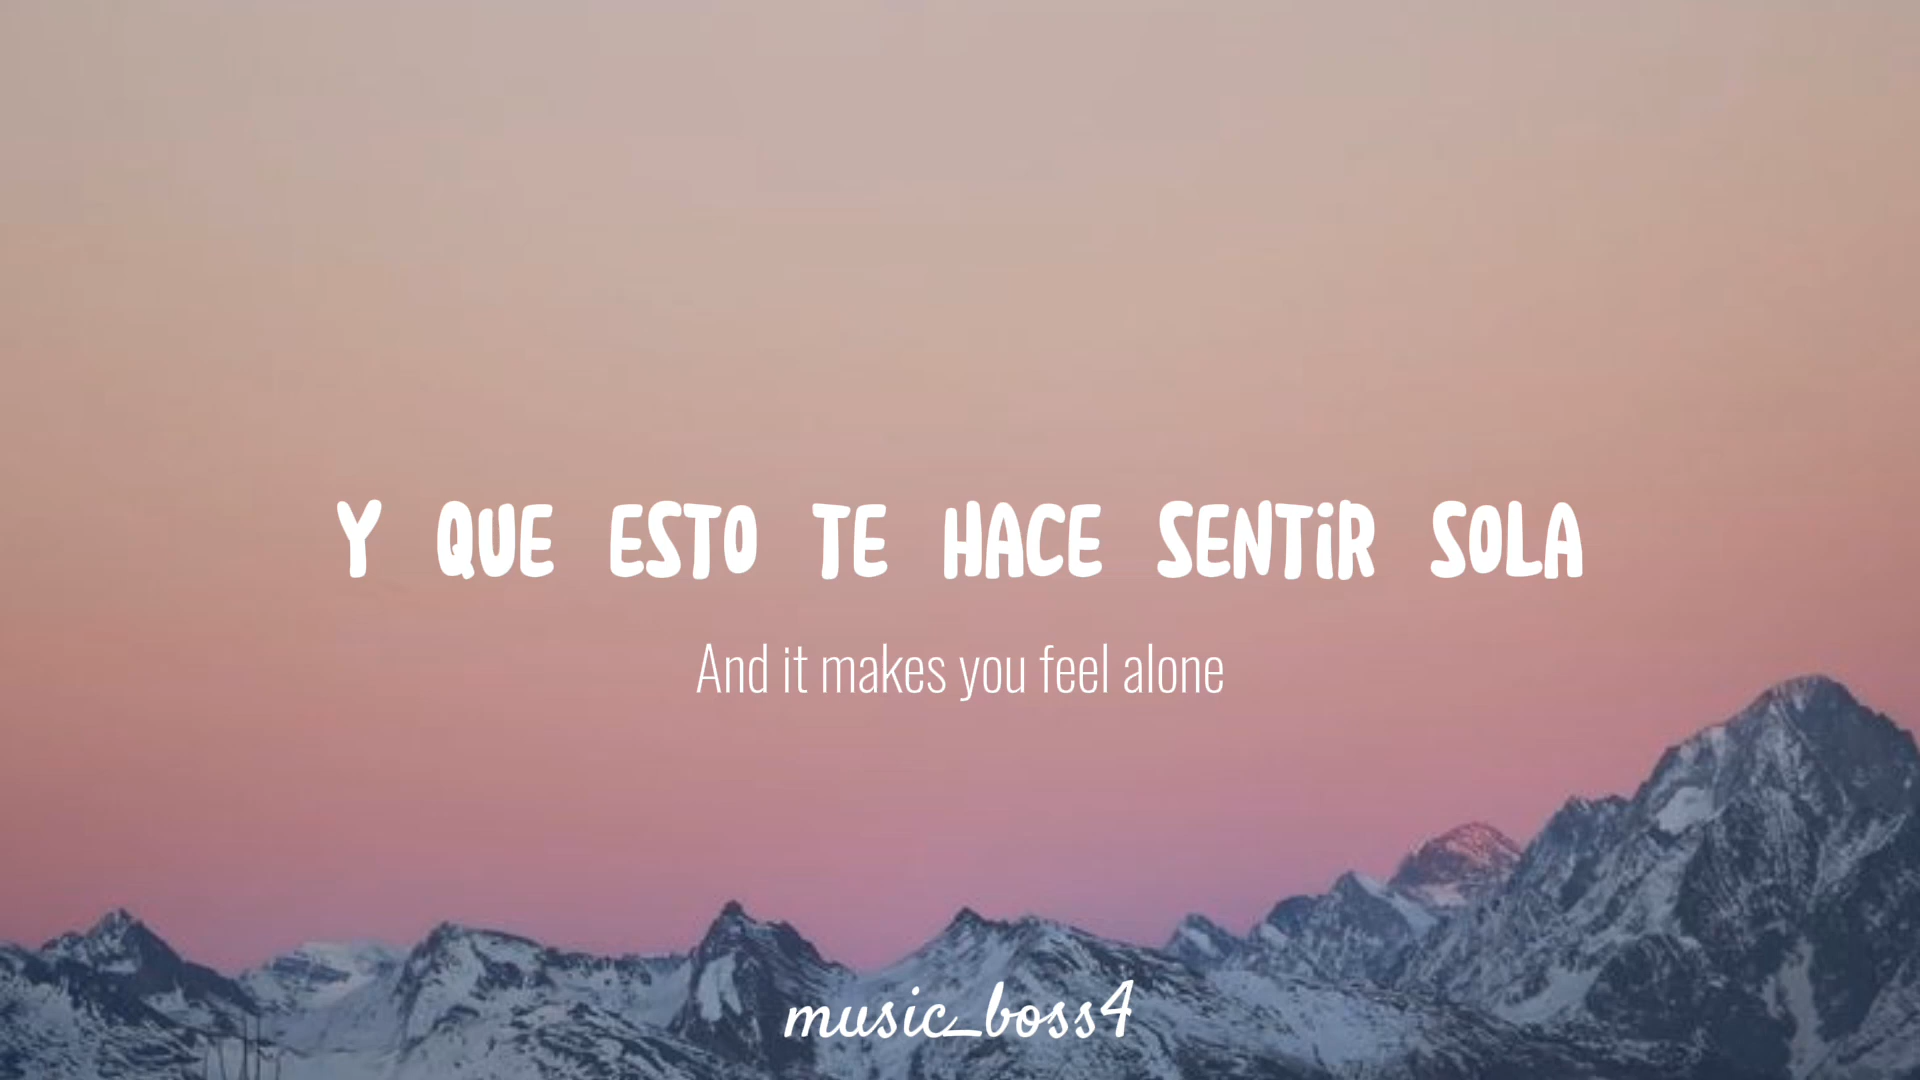 Y QUE ESTO TE HACE SENTIR SOLA
And it makes you feel alone
music_boss4